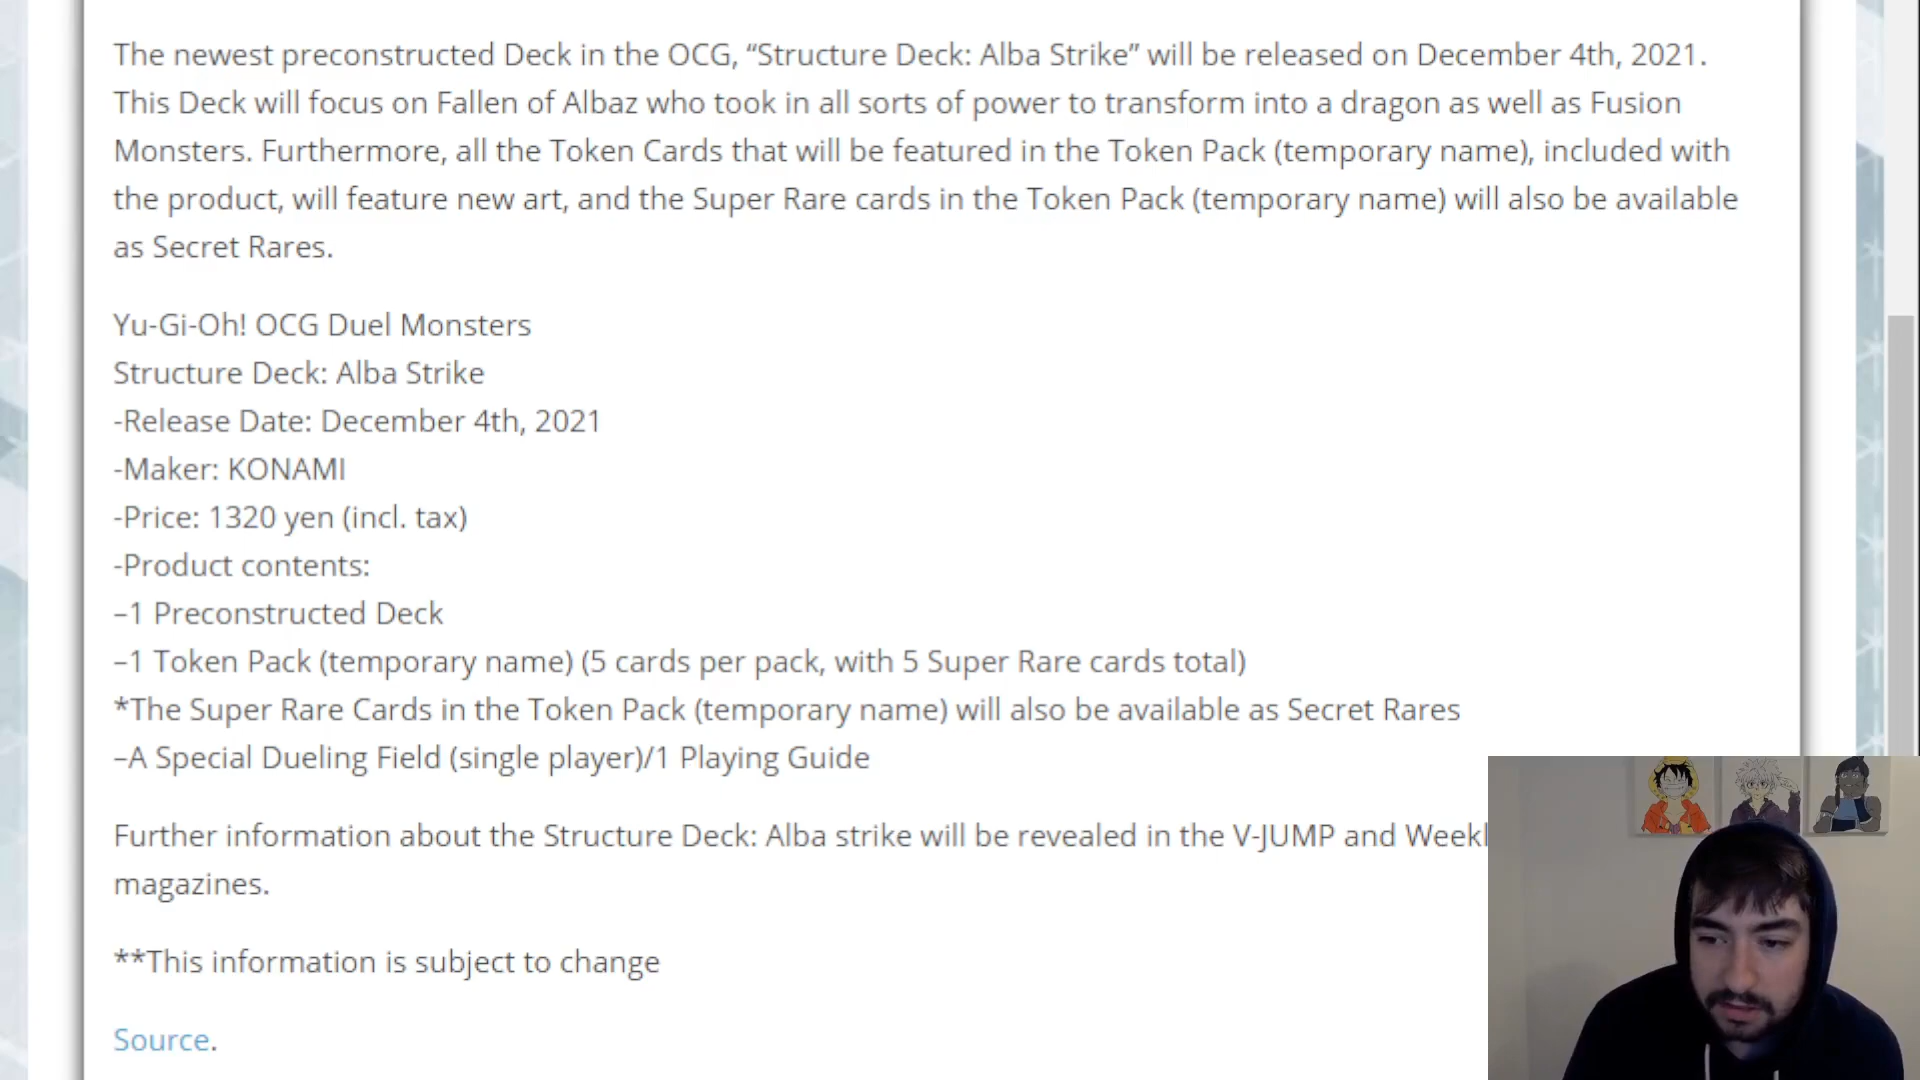 The newest preconstructed Deck in the OCG, “Structure Deck: Alba Strike” will be released on December 4th, 2021.
This Deck will focus on Fallen of Albaz who took in all sorts of power to transform into a dragon as well as Fusion
Monsters. Furthermore, all the Token Cards that will be featured in the Token Pack (temporary name), included with
the product, will feature new art, and the Super Rare cards in the Token Pack (temporary name) will also be available
as Secret Rares.
Yu-Gi-Oh! OCG Duel Monsters
Structure Deck: Alba Strike
-Release Date: December 4th, 2021
-Maker: KONAMI
-Price: 1320 yen (incl. tax)
-Product contents:
–1 Preconstructed Deck
–1 Token Pack (temporary name) (5 cards per pack, with 5 Super Rare cards total)
*The Super Rare Cards in the Token Pack (temporary name) will also be available as Secret Rares
–A Special Dueling Field (single player)/1 Playing Guide
Further information about the Structure Deck: Alba strike will be revealed in the V-JUMP and
magazines.
**This information is subject to change
Source.